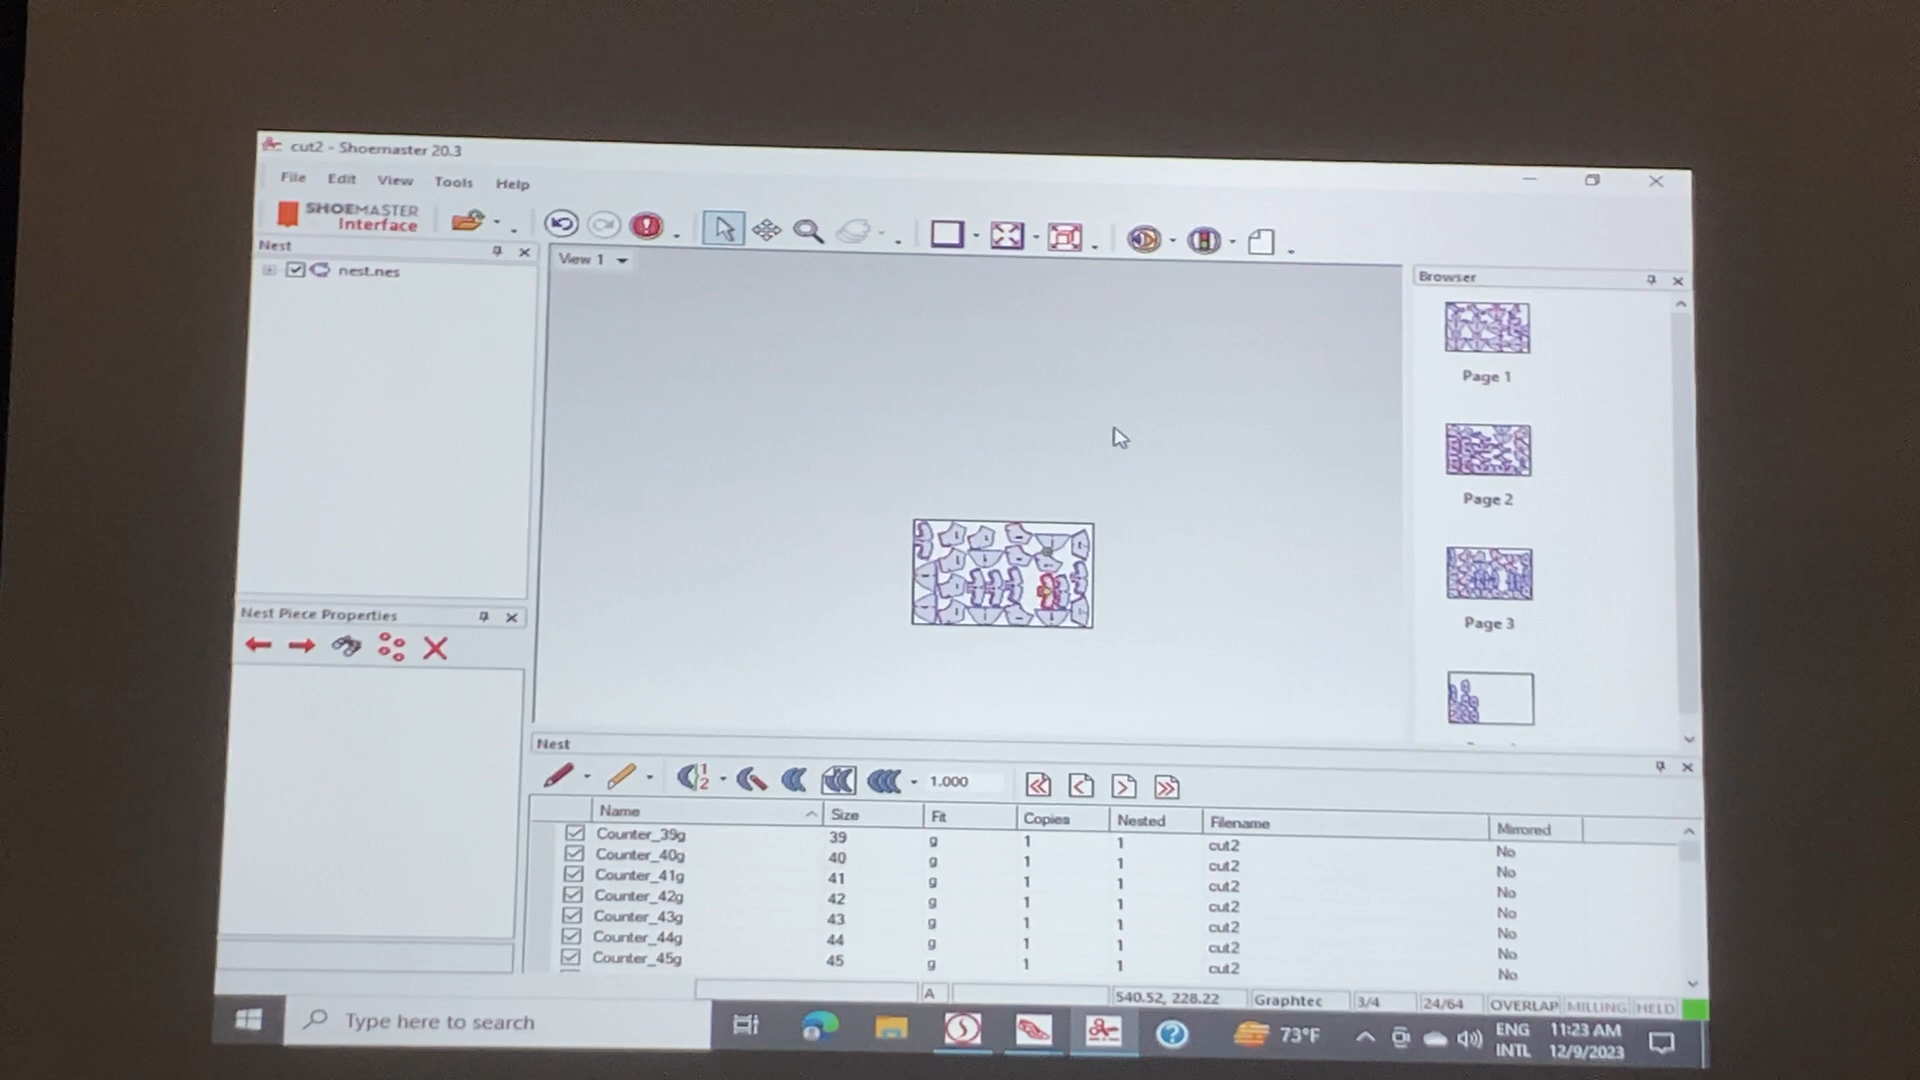 cut2 - Shoemaster 20.3
File Edit View Tools Help
SHOEMASTER
Interface
Nest
nest.nes
View 1
Browser
Page 1
Page 2
Page 3
Nest Piece Properties
Nest
1
2
1.000
Name Size Fit Copies Nested Filename Mirrored
Counter_39g 39 g 1 1 cut2 No
Counter_40g 40 g 1 1 cut2 No
Counter_41g 41 g 1 1 cut2 No
Counter_42g 42 g 1 1 cut2 No
Counter_43g 43 g 1 1 cut2 No
Counter_44g 44 g 1 1 cut2 No
Counter_45g 45 g 1 1 cut2 No
A 540.52, 228.22 Graphtec 3/4 24/64 OVERLAP MILLING HELD
Type here to search
73°F
ENG
INTL
11:23 AM
12/9/2023